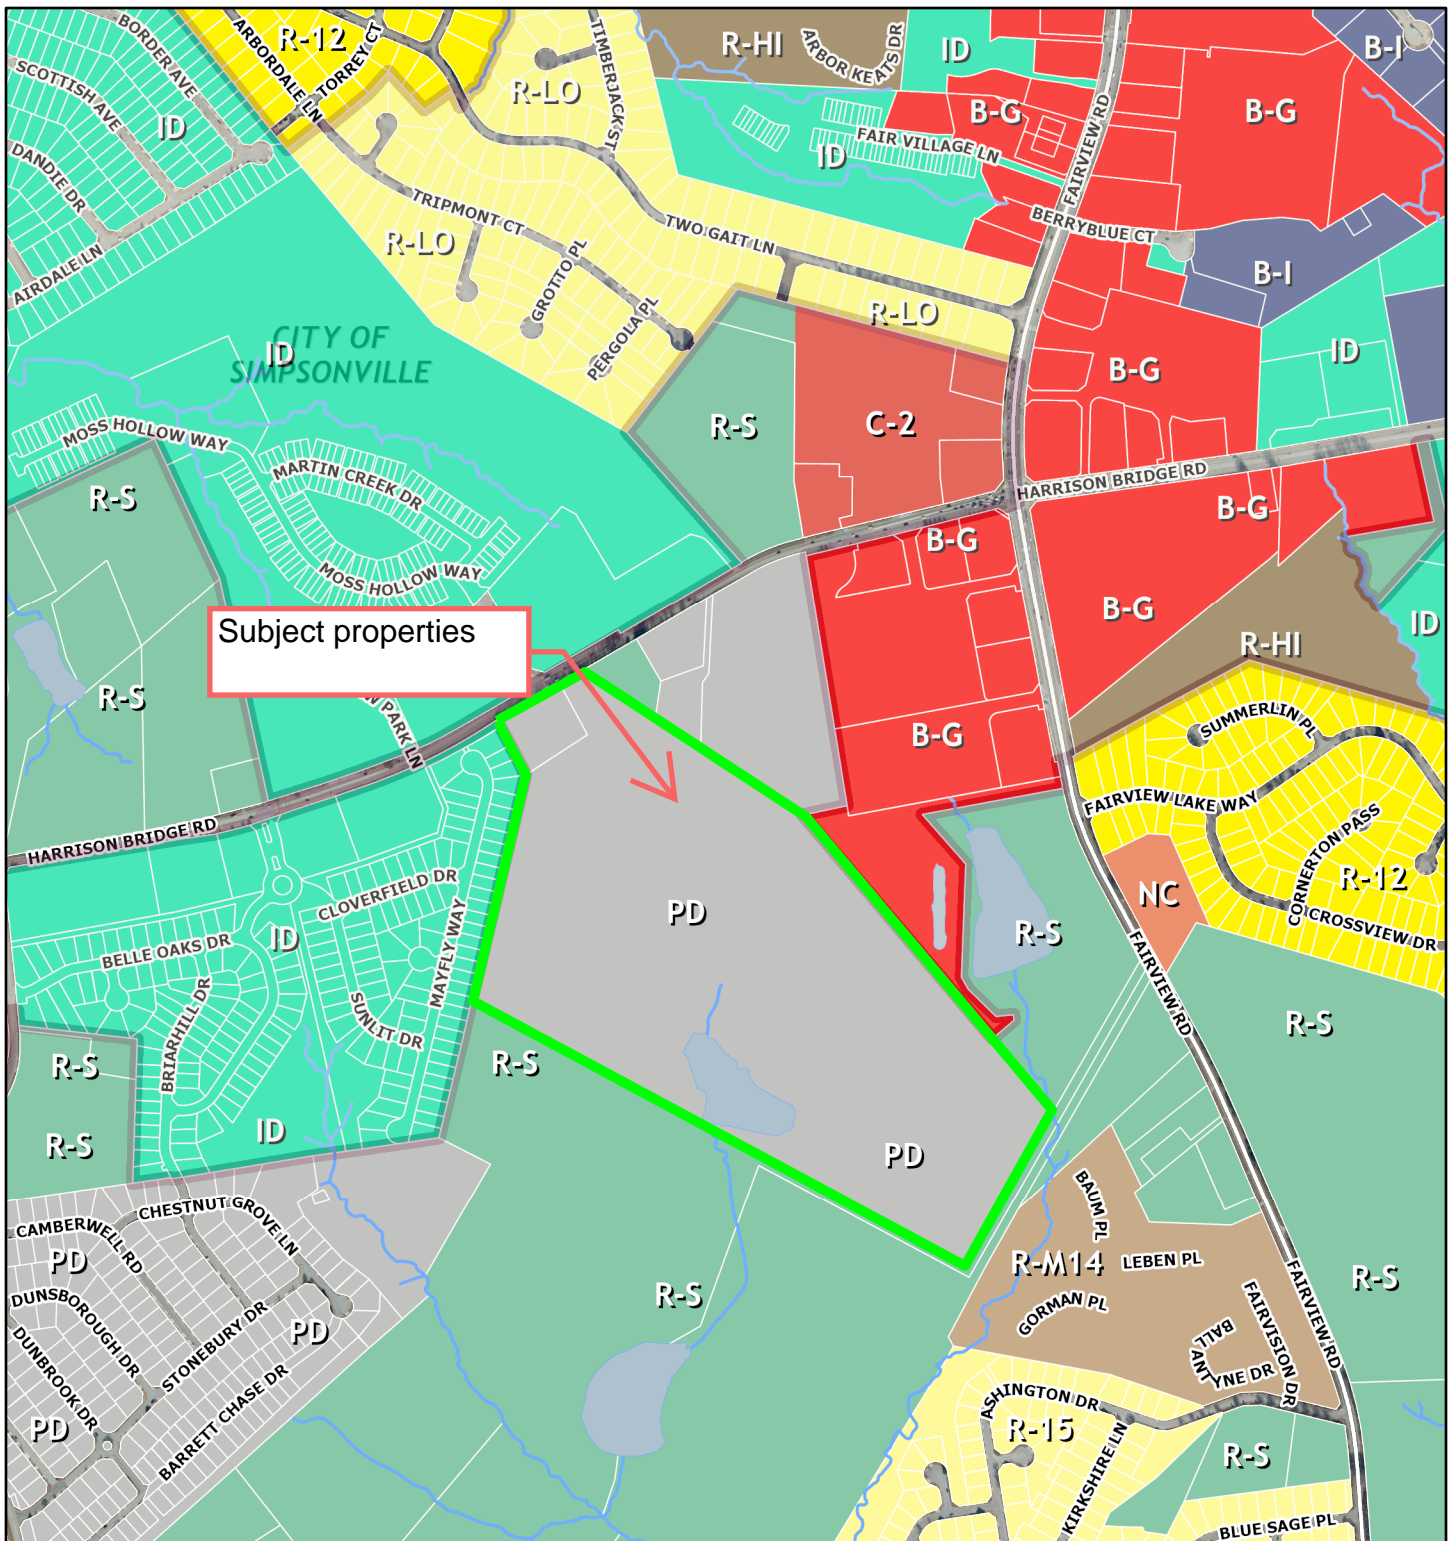 BORDER AVE
ARBORDALE LN
R-12
TORREY CT
TIMBERJACK ST
R-HI
ARBOR KEATS DR
ID
B-I
SCOTTISH AVE
ID
R-LO
B-G
FAIRVIEW RD
B-G
FAIR VILLAGE LN
ID
DANDIE DR
TRIPMONT CT
TWO GAIT LN
BERRYBLUE CT
R-LO
AIRDALE LN
GROTTO PL
B-I
PERGOLA PL
R-LO
CITY OF
SIMPSONVILLE
ID
ID
B-G
MOSS HOLLOW WAY
R-S
C-2
MARTIN CREEK DR
HARRISON BRIDGE RD
R-S
B-G
B-G
MOSS HOLLOW WAY
B-G
ID
R-HI
Subject properties
R-S
N PARK LN
B-G
SUMMERLIN PL
HARRISON BRIDGE RD
FAIRVIEW LAKE WAY
CORNERTON PASS
R-12
CLOVERFIELD DR
NC
CROSSVIEW DR
PD
R-S
BELLE OAKS DR
ID
MAYFLY WAY
FAIRVIEW RD
BRIARHILL DR
SUNLIT DR
R-S
R-S
R-S
ID
R-S
PD
BAUM PL
CHESTNUT GROVE LN
CAMBERWELL RD
PD
R-M14
LEBEN PL
R-S
R-S
DUNSBOROUGH DR
GORMAN PL
FAIRVISION DR
FAIRVIEW RD
STONEBURY DR
PD
BALLANTYNE DR
DUNBROOK DR
BARRETT CHASE DR
ASHINGTON DR
PD
R-15
KIRKSHIRE LN
R-S
BLUE SAGE PL